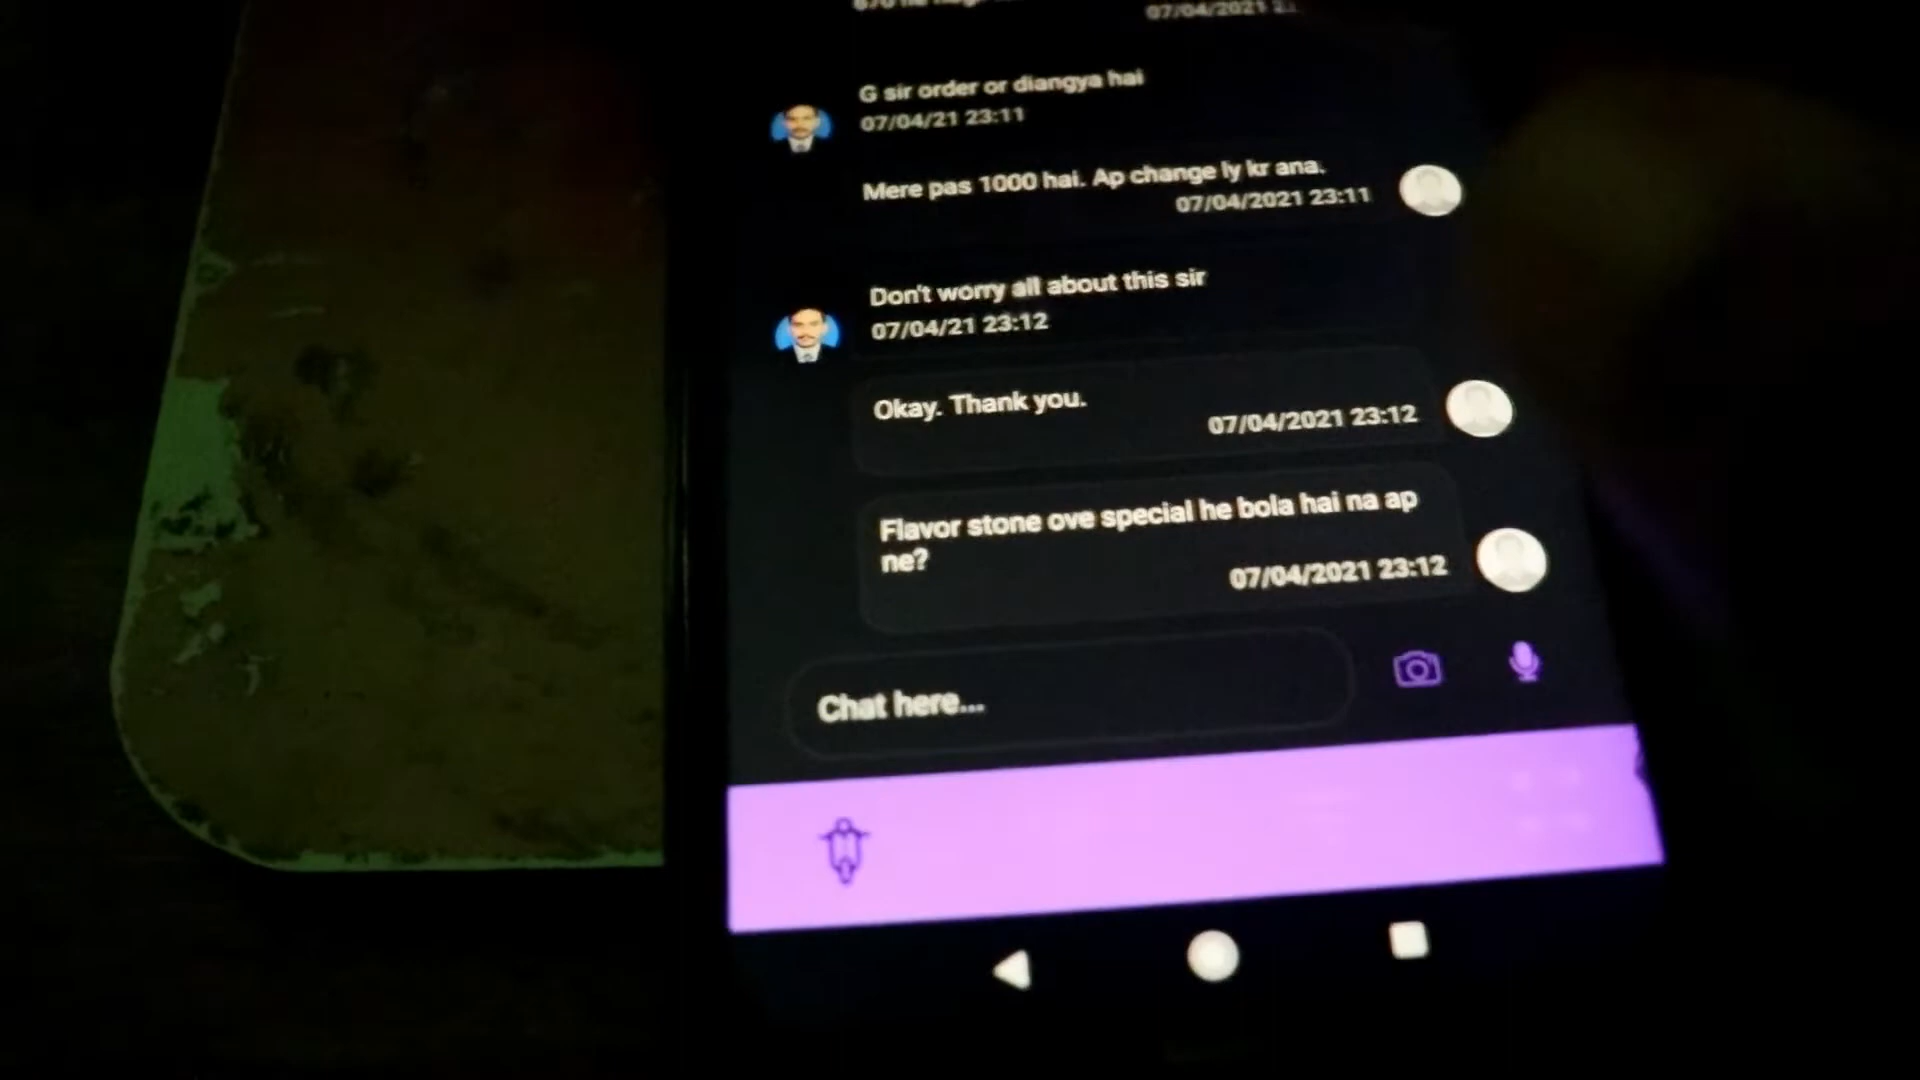 07/04/2021
G sir order or diangya hai
07/04/21 23:11
Mere pas 1000 hai. Ap change ly kr ana.
07/04/2021 23:11
Don't worry all about this sir
07/04/21 23:12
Okay. Thank you.
07/04/2021 23:12
Flavor stone ove special he bola hai na ap
ne?
07/04/2021 23:12
Chat here...